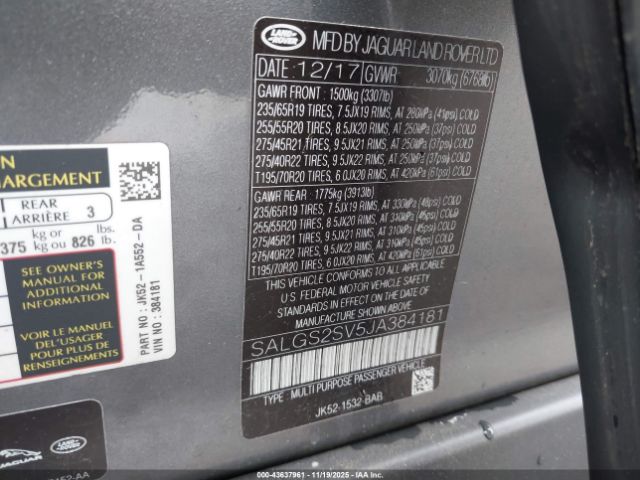 LAND ROVER
MFD BY JAGUAR LAND ROVER LTD
DATE: 12/17 GVWR 3070kg (6768lb)
GAWR FRONT : 1500kg (3307lb)
235/65R19 TIRES, 7.5JX19 RIMS, AT 280kPa (41psi) COLD
255/55R20 TIRES, 8.5JX20 RIMS, AT 250kPa (37psi) COLD
275/45R21 TIRES, 9.5JX21 RIMS, AT 250kPa (37psi) COLD
275/40R22 TIRES, 9.5JX22 RIMS, AT 250kPa (37psi) COLD
T195/70R20 TIRES, 6.0JX20 RIMS, AT 420kPa (61psi) COLD
GAWR REAR : 1775kg (3913lb)
235/65R19 TIRES, 7.5JX19 RIMS, AT 330kPa (48psi) COLD
255/55R20 TIRES, 8.5JX20 RIMS, AT 310kPa (45psi) COLD
275/45R21 TIRES, 9.5JX21 RIMS, AT 310kPa (45psi) COLD
275/40R22 TIRES, 9.5JX22 RIMS, AT 310kPa (45psi) COLD
T195/70R20 TIRES, 6.0JX20 RIMS, AT 420kPa (61psi) COLD
THIS VEHICLE CONFORMS TO ALL APPLICABLE
U.S. FEDERAL MOTOR VEHICLE SAFETY
STANDARDS IN EFFECT ON THE DATE OF
MANUFACTURE SHOWN ABOVE.
SALGS2SV5JA384181
TYPE : MULTI PURPOSE PASSENGER VEHICLE
JK52-1532-BAB
ON
HARGEMENT
REAR
ARRIÈRE 3
375 kg or kg ou 826 lbs. lb.
SEE OWNER'S
MANUAL FOR
ADDITIONAL
INFORMATION
VOIR LE MANUEL
DE L'USAGER
POUR PLUS DE
RENSEIGNEMENTS
JK52-1A552-DA
VIN NO: 384181
JAGUAR
LAND ROVER
000-43637961 - 11/19/2025 - IAAI.COM